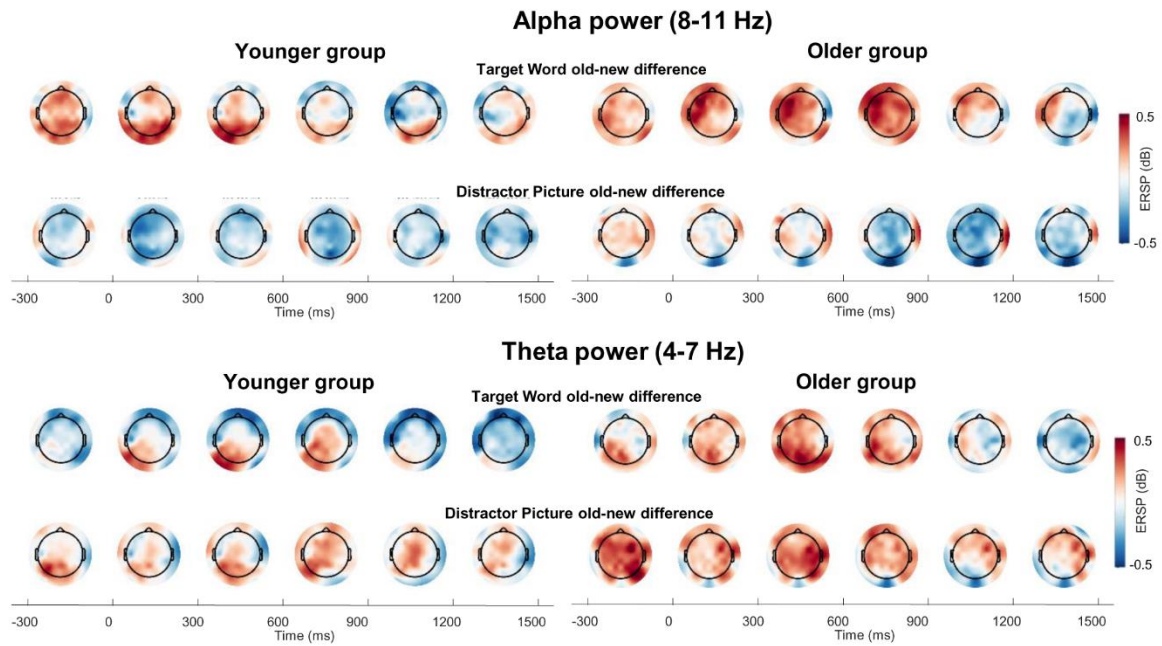 Alpha power (8-11 Hz)
Younger group
Older group
Target Word old-new difference
Distractor Picture old-new difference
0.5
ERSP (dB)
-0.5
-300 0 300 600 900 1200 1500
Time (ms)
0 300 600 900 1200 1500
Time (ms)
Theta power (4-7 Hz)
Younger group
Older group
Target Word old-new difference
Distractor Picture old-new difference
0.5
ERSP (dB)
-0.5
-300 0 300 600 900 1200 1500
Time (ms)
0 300 600 900 1200 1500
Time (ms)